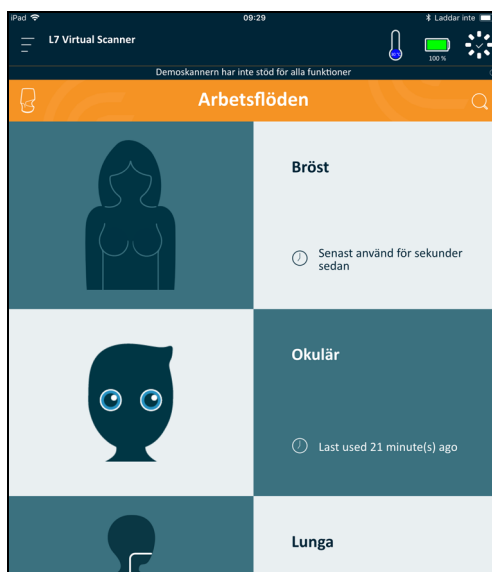 iPad 09:29 Laddar inte
L7 Virtual Scanner
100 %
Demoskannern har inte stöd för alla funktioner
Arbetsflöden
Bröst
Senast använd för sekunder
sedan
Okulär
Last used 21 minute(s) ago
Lunga